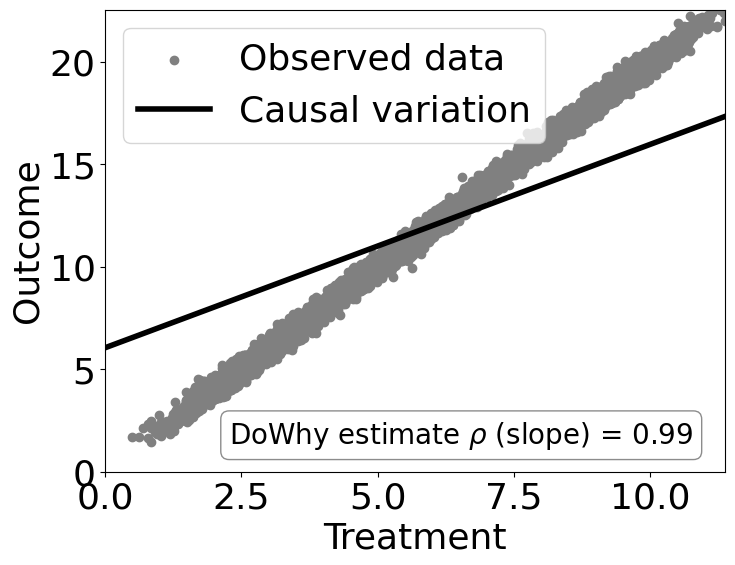 Observed data
Causal variation
Outcome
20
15
10
5
0
DoWhy estimate ρ (slope) = 0.99
0.0 2.5 5.0 7.5 10.0
Treatment